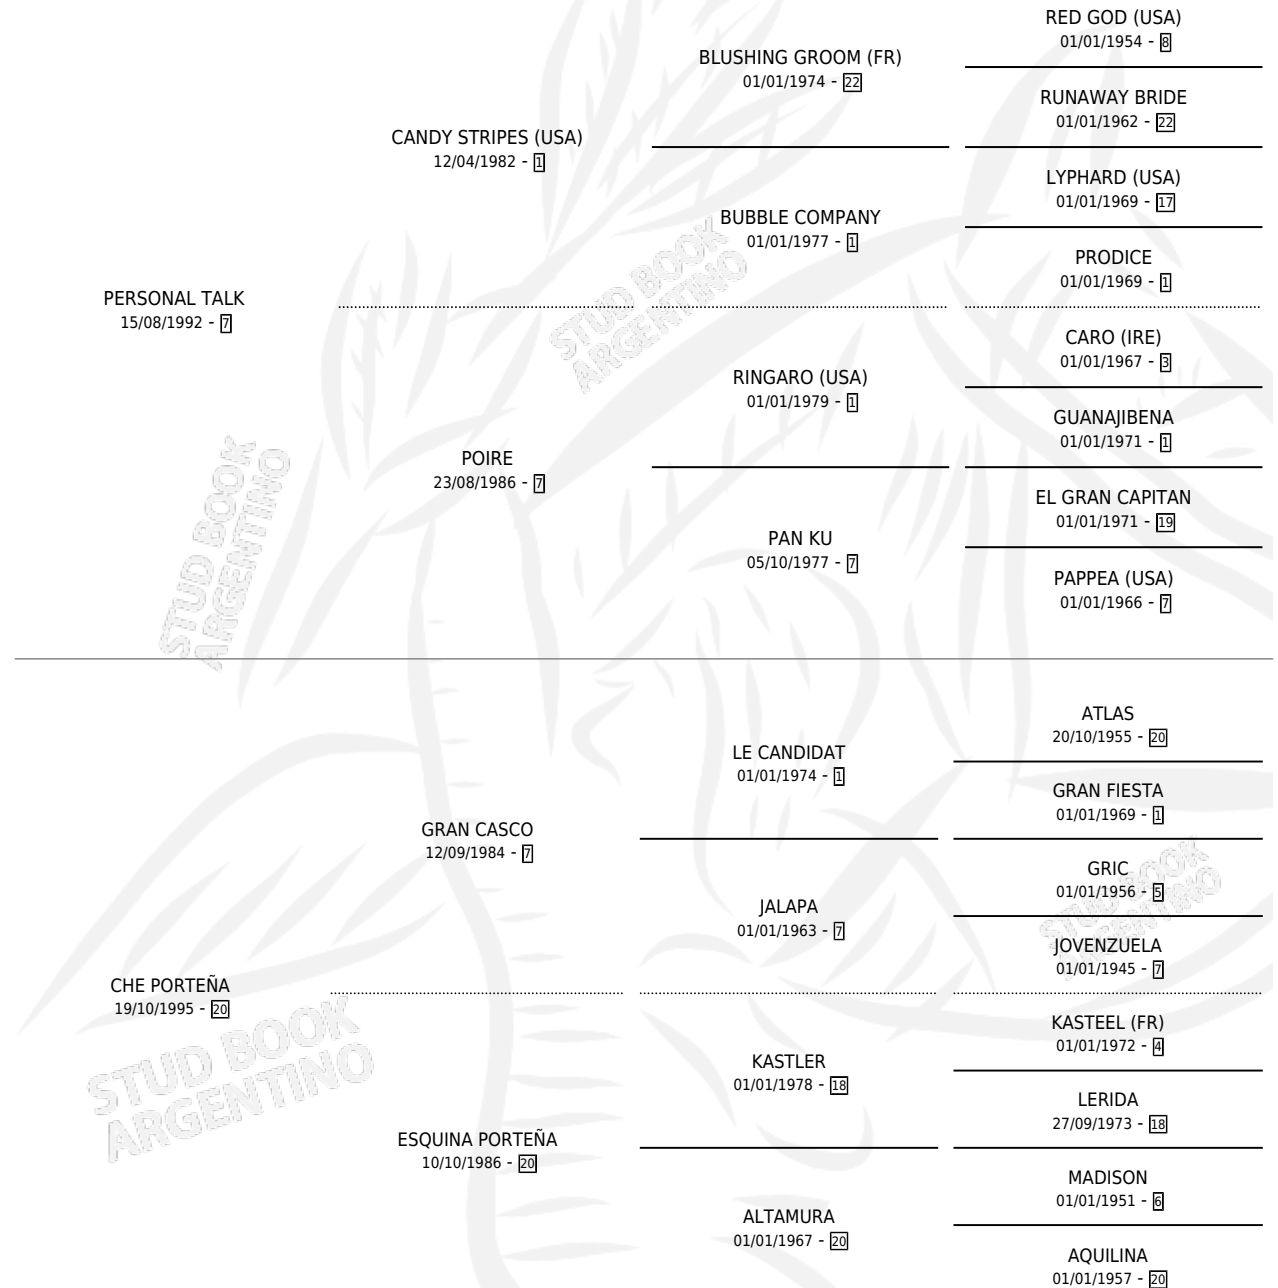 RED GOD (USA)
01/01/1954 - 8
BLUSHING GROOM (FR)
01/01/1974 - 22
RUNAWAY BRIDE
01/01/1962 - 22
CANDY STRIPES (USA)
12/04/1982 - 1
LYPHARD (USA)
01/01/1969 - 17
BUBBLE COMPANY
01/01/1977 - 1
PRODICE
01/01/1969 - 1
PERSONAL TALK
15/08/1992 - 7
STUD BOOK
ARGENTINO
CARO (IRE)
01/01/1967 - 3
RINGARO (USA)
01/01/1979 - 1
GUANAJIBENA
01/01/1971 - 1
POIRE
23/08/1986 - 7
EL GRAN CAPITAN
01/01/1971 - 19
PAN KU
05/10/1977 - 7
PAPPEA (USA)
01/01/1966 - 7
STUD BOOK
ARGENTINO
ATLAS
20/10/1955 - 20
LE CANDIDAT
01/01/1974 - 1
GRAN FIESTA
01/01/1969 - 1
GRAN CASCO
12/09/1984 - 7
GRIC
01/01/1956 - 5
JALAPA
01/01/1963 - 7
JOVENZUELA
01/01/1945 - 7
STUD BOOK
ARGENTINO
CHE PORTEÑA
19/10/1995 - 20
KASTEEL (FR)
01/01/1972 - 4
KASTLER
01/01/1978 - 18
LERIDA
27/09/1973 - 18
STUD BOOK
ARGENTINO
ESQUINA PORTEÑA
10/10/1986 - 20
MADISON
01/01/1951 - 6
ALTAMURA
01/01/1967 - 20
AQUILINA
01/01/1957 - 20